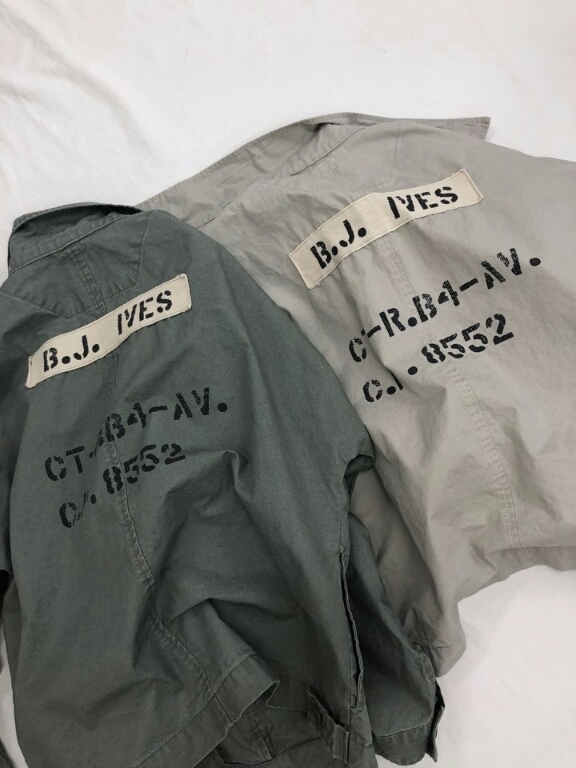 B.J. IVES
CT-R.B4-AV.
C.P. 8552
B.J. IVES
B4-AV.
8552